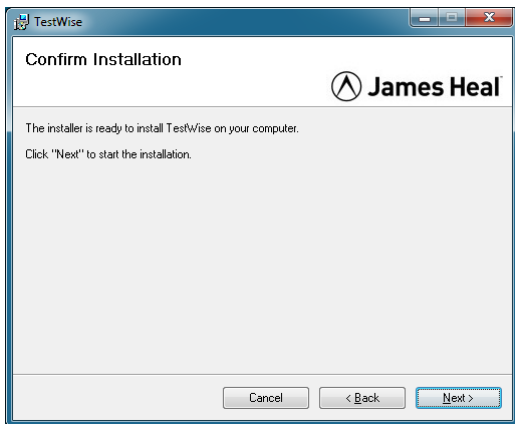 TestWise
Confirm Installation
James Heal
The installer is ready to install TestWise on your computer.
Click "Next" to start the installation.
Cancel
< Back
Next >